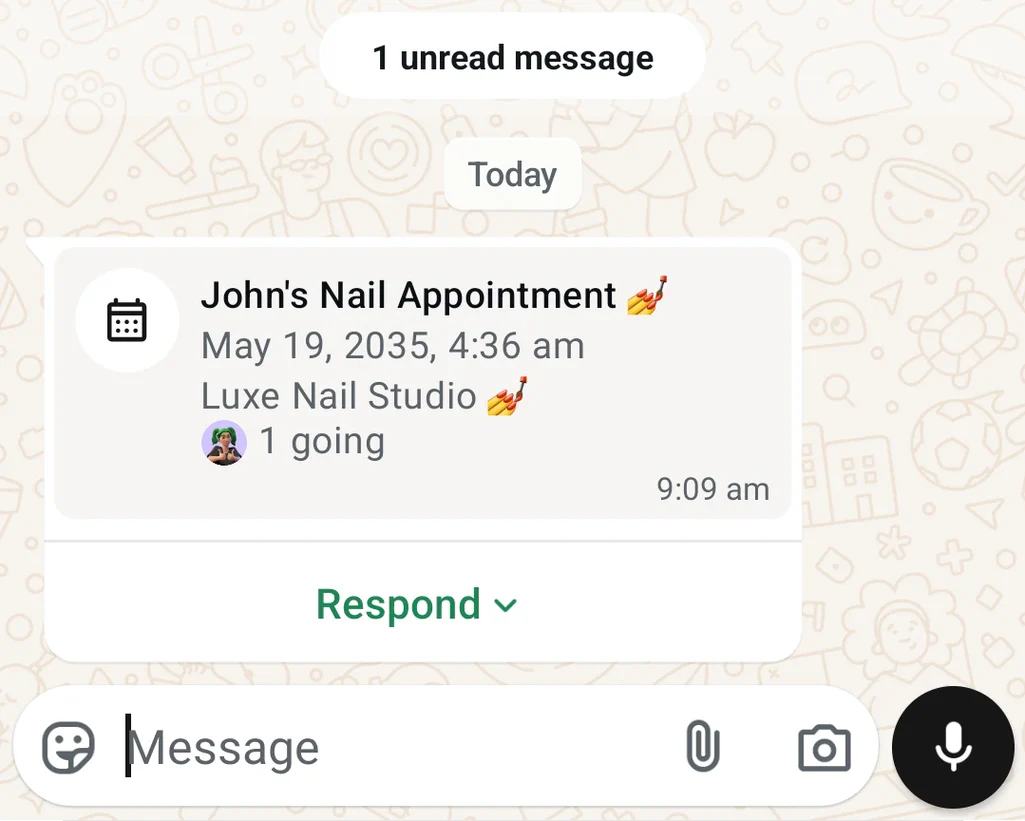 1 unread message
Today
John's Nail Appointment 💅
May 19, 2035, 4:36 am
Luxe Nail Studio 💅
1 going
9:09 am
Respond
Message